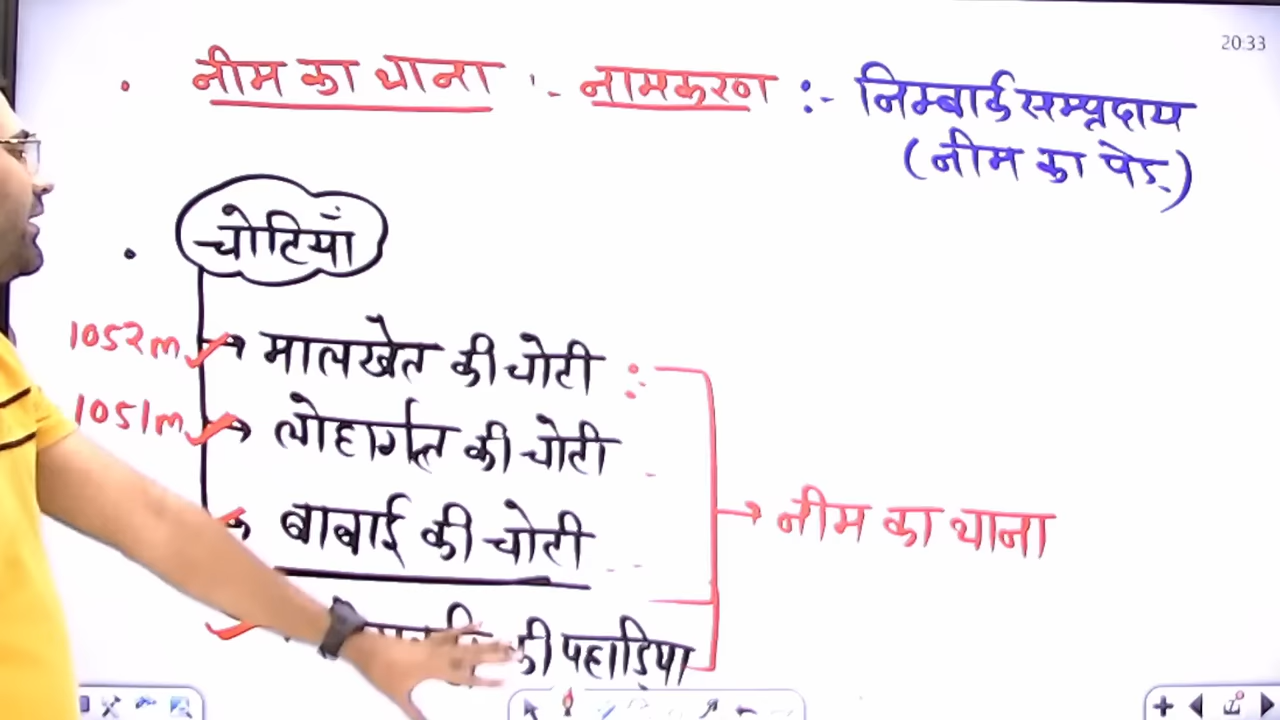 20:33
• नीम का थाना :- नामकरण :- निम्बार्क सम्प्रदाय
(नीम का पेड़)
• चोटियाँ
1052m → मालखेत की चोटी :
1051m → लोहार्गल की चोटी
→ बाबाई की चोटी
→ नीम का थाना
की पहाड़िया